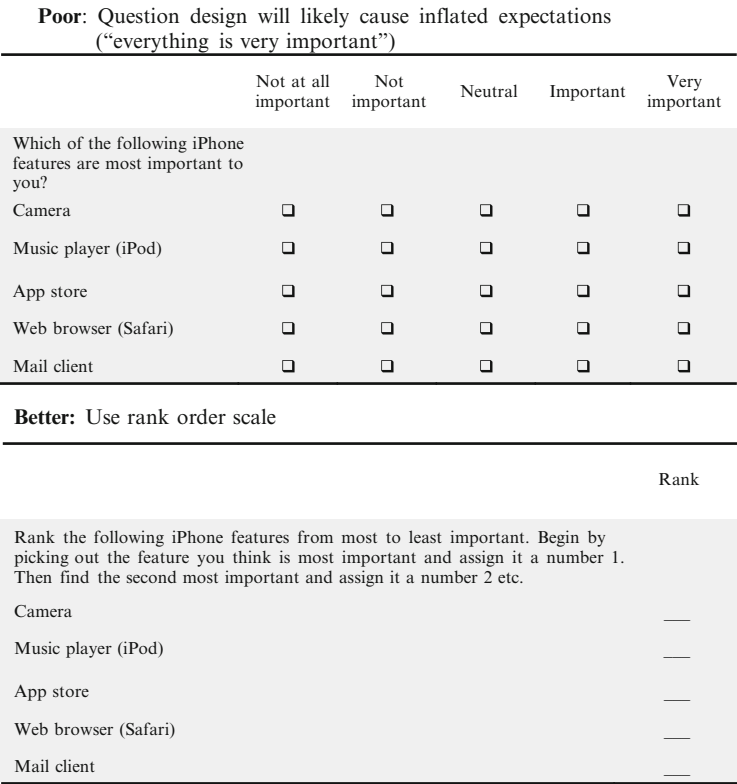 Poor: Question design will likely cause inflated expectations
(“everything is very important”)
Not at all important Not important Neutral Important Very important
Which of the following iPhone
features are most important to
you?
Camera ❑ ❑ ❑ ❑ ❑
Music player (iPod) ❑ ❑ ❑ ❑ ❑
App store ❑ ❑ ❑ ❑ ❑
Web browser (Safari) ❑ ❑ ❑ ❑ ❑
Mail client ❑ ❑ ❑ ❑ ❑
Better: Use rank order scale
Rank
Rank the following iPhone features from most to least important. Begin by
picking out the feature you think is most important and assign it a number 1.
Then find the second most important and assign it a number 2 etc.
Camera ___
Music player (iPod) ___
App store ___
Web browser (Safari) ___
Mail client ___